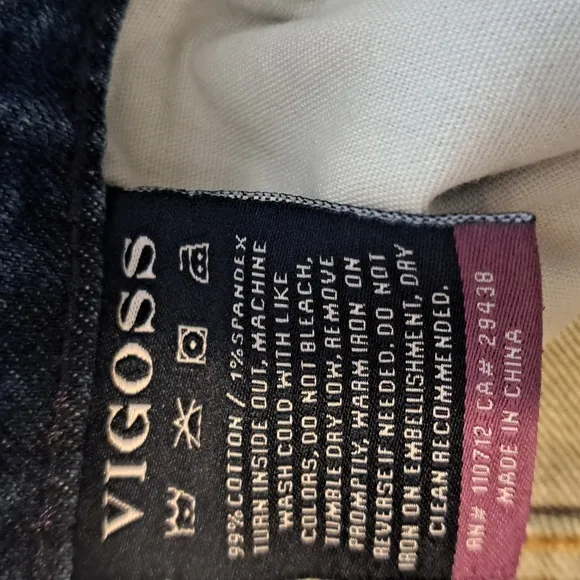 VIGOSS
99% COTTON / 1% SPANDEX
TURN INSIDE OUT, MACHINE
WASH COLD WITH LIKE
COLORS, DO NOT BLEACH,
TUMBLE DRY LOW, REMOVE
PROMPTLY, WARM IRON ON
REVERSE IF NEEDED. DO NOT
IRON ON EMBELLISHMENT, DRY
CLEAN RECOMMENDED.
RN# 110712 CA# 29438
MADE IN CHINA